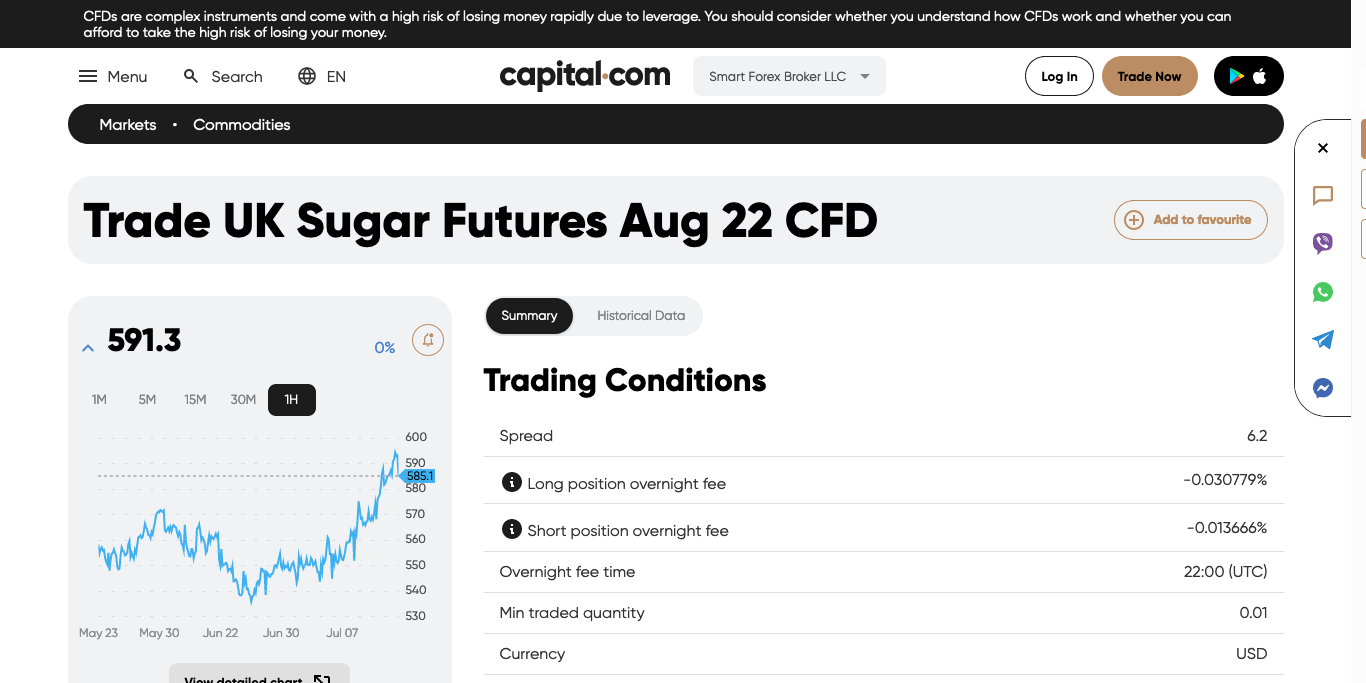 CFDs are complex instruments and come with a high risk of losing money rapidly due to leverage. You should consider whether you understand how CFDs work and whether you can
afford to take the high risk of losing your money.
Menu Search EN capital.com Smart Forex Broker LLC Log In Trade Now
Markets • Commodities
Trade UK Sugar Futures Aug 22 CFD Add to favourite
591.3 0%
1M 5M 15M 30M 1H
600
590
585.1
580
570
560
550
540
530
May 23 May 30 Jun 22 Jun 30 Jul 07
View detailed chart
Summary Historical Data
Trading Conditions
Spread 6.2
Long position overnight fee -0.030779%
Short position overnight fee -0.013666%
Overnight fee time 22:00 (UTC)
Min traded quantity 0.01
Currency USD